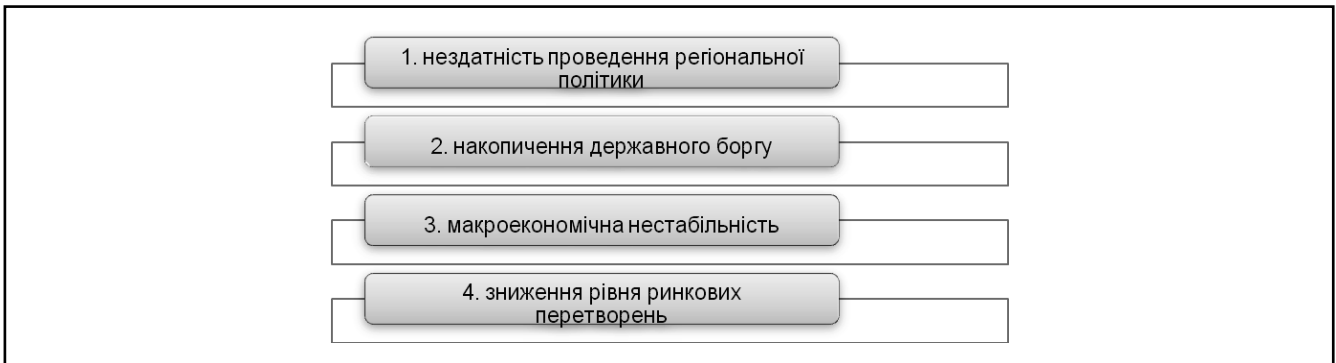 1. нездатність проведення регіональної
політики
2. накопичення державного боргу
3. макроекономічна нестабільність
4. зниження рівня ринкових
перетворень